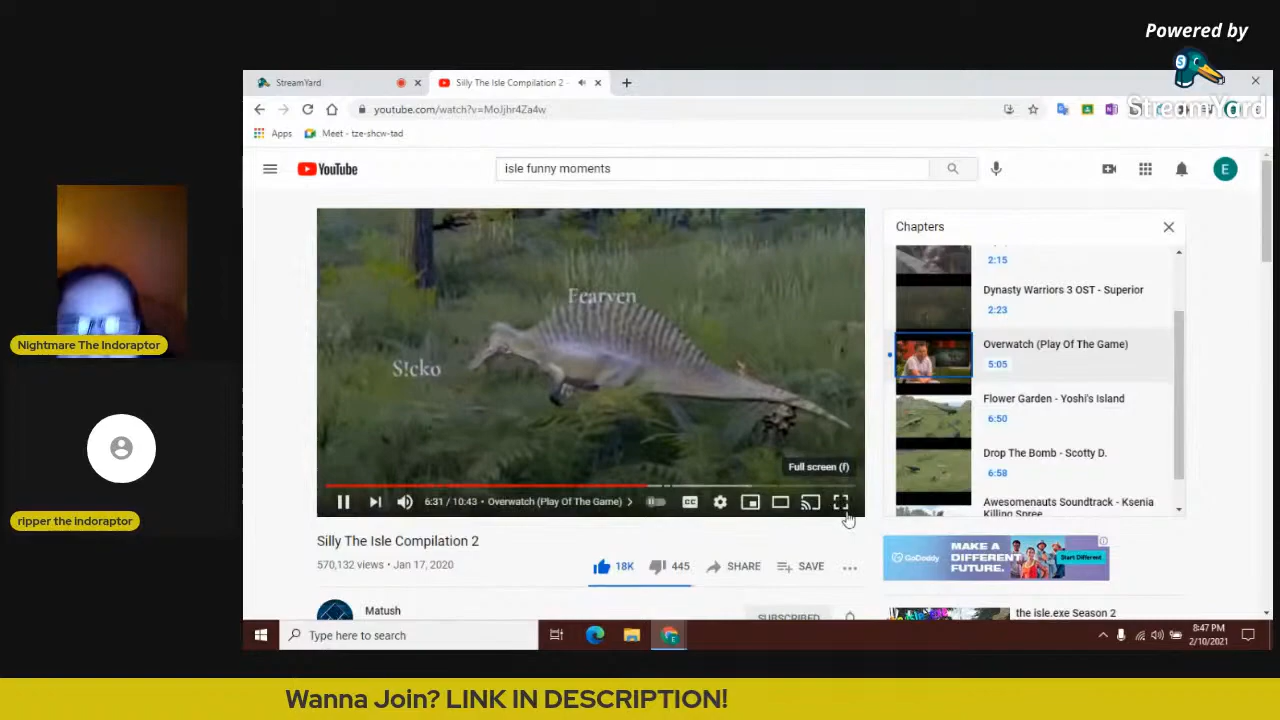 Powered by
StreamYard
StreamYard
Silly The Isle Compilation 2 -
youtube.com/watch?v=MoJjhr4Za4w
Apps
Meet - tze-shcw-tad
YouTube
isle funny moments
E
Chapters
2:15
Dynasty Warriors 3 OST - Superior
2:23
Overwatch (Play Of The Game)
5:05
Flower Garden - Yoshi's Island
6:50
Drop The Bomb - Scotty D.
6:58
Awesomenauts Soundtrack - Ksenia
Killing Spree
Fearven
S!cko
Full screen (f)
6:31 / 10:43 • Overwatch (Play Of The Game)
CC
Silly The Isle Compilation 2
570,132 views • Jan 17, 2020
18K
445
SHARE
SAVE
GoDaddy
MAKE A
DIFFERENT
FUTURE.
Start Different
Matush
SUBSCRIBED
the isle.exe Season 2
Nightmare The Indoraptor
ripper the indoraptor
Type here to search
8:47 PM
2/10/2021
Wanna Join? LINK IN DESCRIPTION!